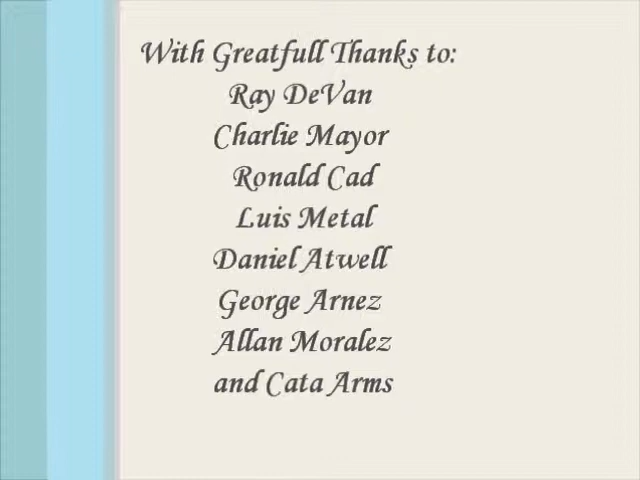 With Greatfull Thanks to:
Ray DeVan
Charlie Mayor
Ronald Cad
Luis Metal
Daniel Atwell
George Arnez
Allan Moralez
and Cata Arms